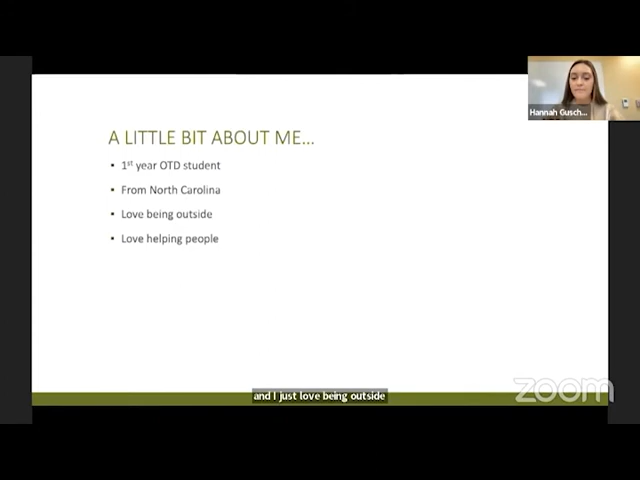 Hannah Gusch...
A LITTLE BIT ABOUT ME...
▪ 1st year OTD student
▪ From North Carolina
▪ Love being outside
▪ Love helping people
zoom
and I just love being outside